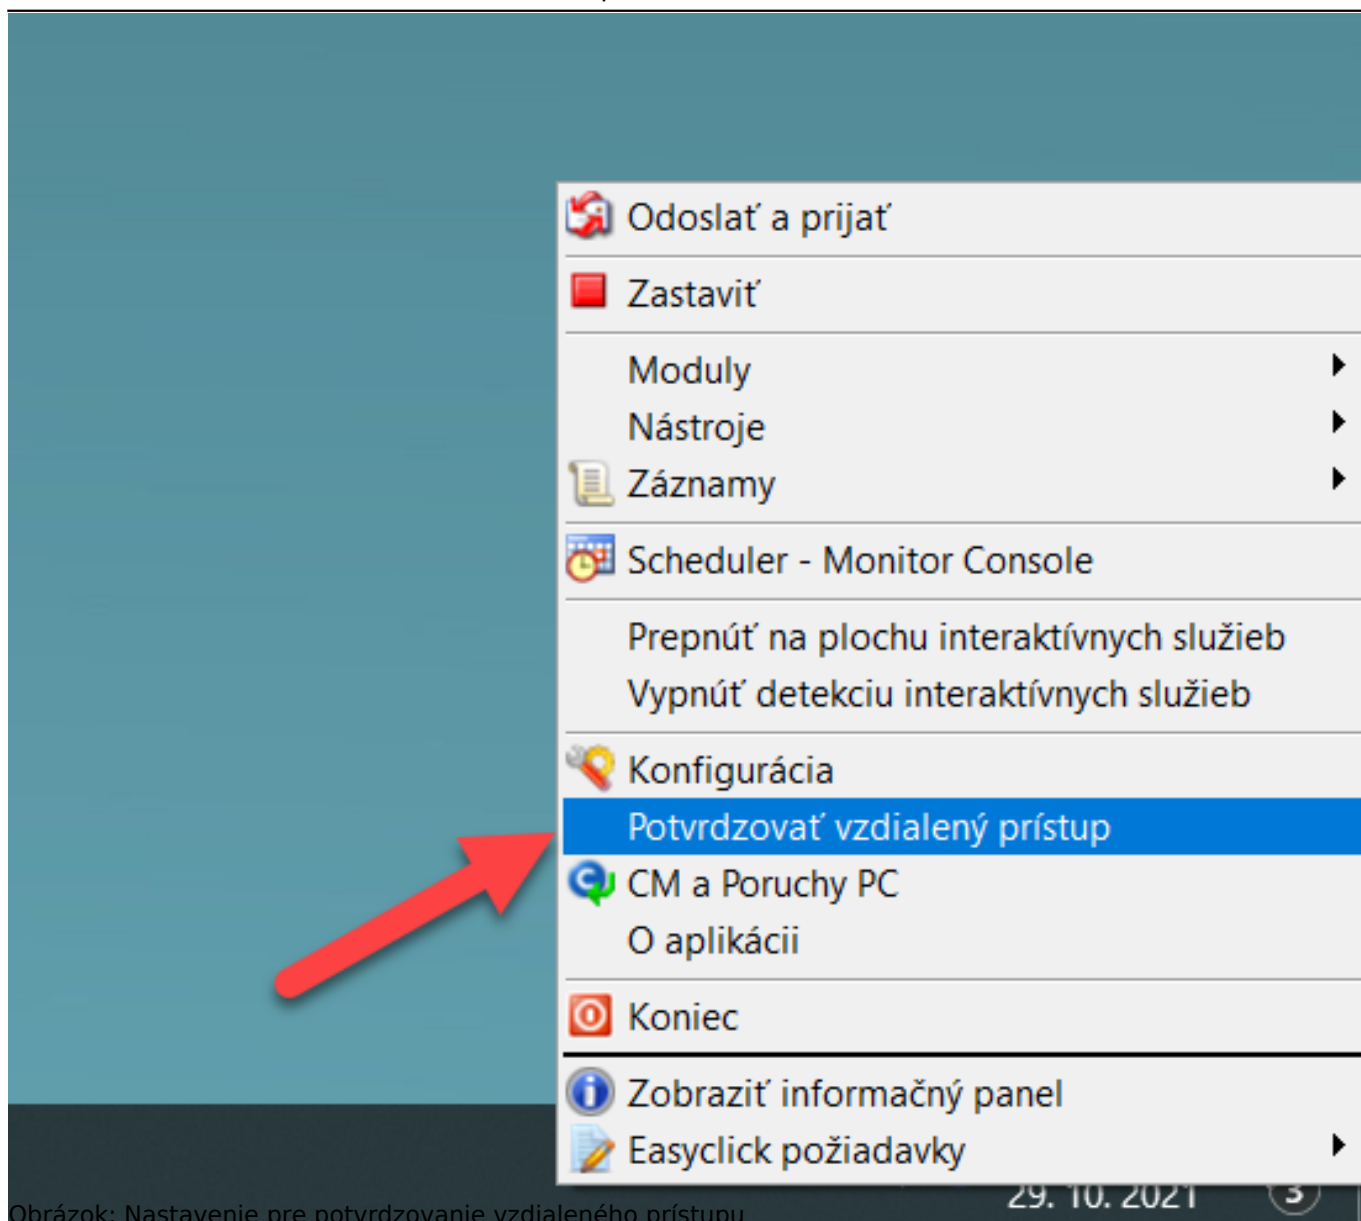 Odoslať a prijať
Zastaviť
Moduly
Nástroje
Záznamy
Scheduler - Monitor Console
Prepnúť na plochu interaktívnych služieb
Vypnúť detekciu interaktívnych služieb
Konfigurácia
Potvrdzovať vzdialený prístup
CM a Poruchy PC
O aplikácii
Koniec
Zobraziť informačný panel
Easyclick požiadavky
29. 10. 2021
3
Obrázok: Nastavenie pre potvrdzovanie vzdialeného prístupu